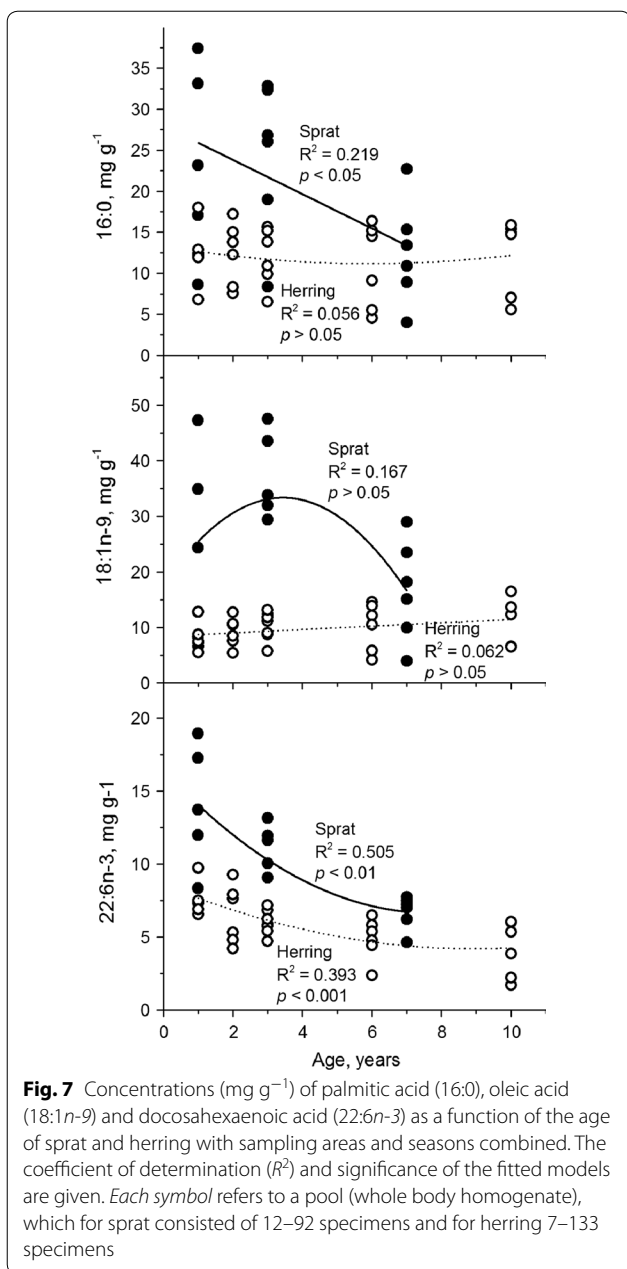 35
30
25
20
15
10
5
0
16:0, mg g⁻¹
Sprat
R² = 0.219
p < 0.05
Herring
R² = 0.056
p > 0.05
50
40
30
20
10
0
18:1n-9, mg g⁻¹
Sprat
R² = 0.167
p > 0.05
Herring
R² = 0.062
p > 0.05
20
15
10
5
0
22:6n-3, mg g-1
Sprat
R² = 0.505
p < 0.01
Herring
R² = 0.393
p < 0.001
0 2 4 6 8 10
Age, years
Fig. 7 Concentrations (mg g⁻¹) of palmitic acid (16:0), oleic acid
(18:1n-9) and docosahexaenoic acid (22:6n-3) as a function of the age
of sprat and herring with sampling areas and seasons combined. The
coefficient of determination (R²) and significance of the fitted models
are given. Each symbol refers to a pool (whole body homogenate),
which for sprat consisted of 12–92 specimens and for herring 7–133
specimens